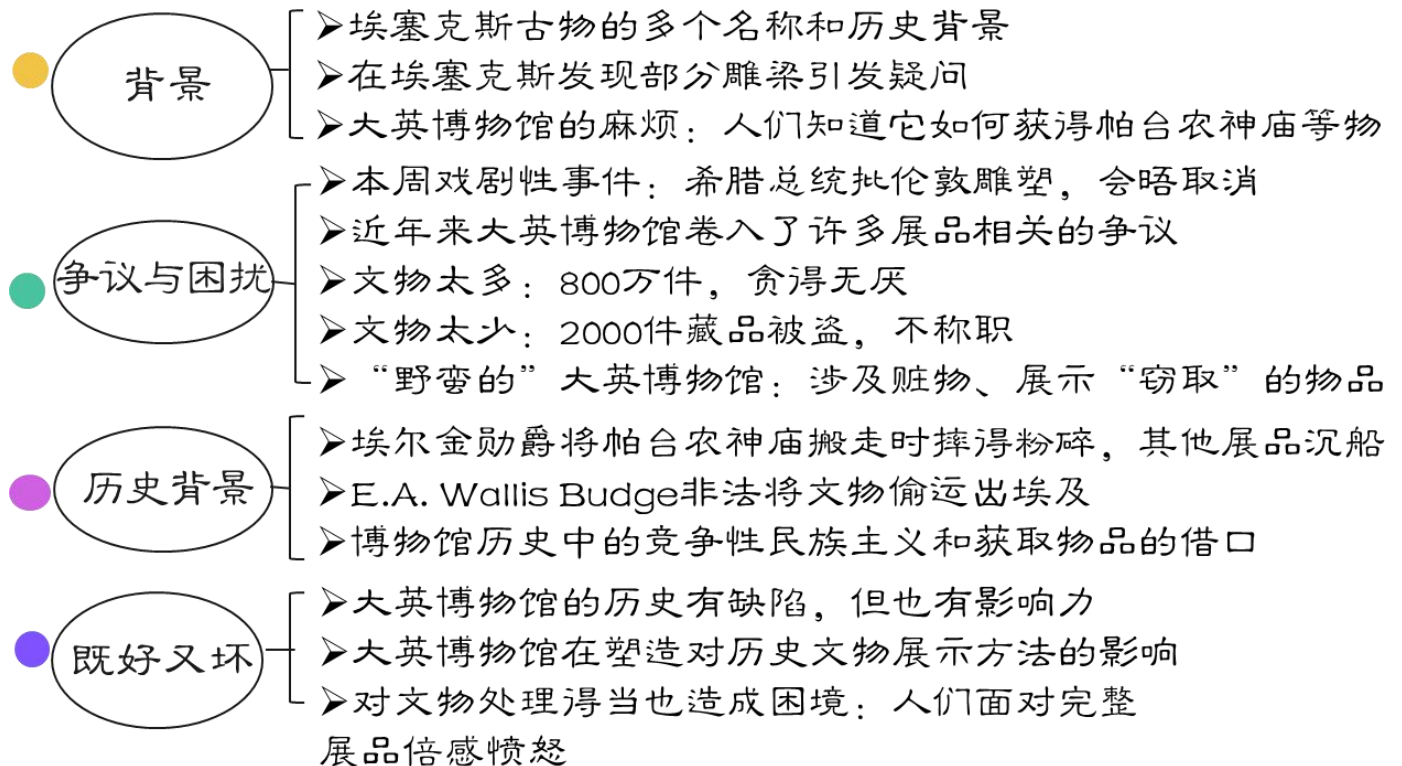 背景
➢埃塞克斯古物的多个名称和历史背景
➢在埃塞克斯发现部分雕梁引发疑问
➢大英博物馆的麻烦：人们知道它如何获得帕台农神庙等物
争议与困扰
➢本周戏剧性事件：希腊总统批伦敦雕塑，会晤取消
➢近年来大英博物馆卷入了许多展品相关的争议
➢文物太多：800万件，贪得无厌
➢文物太少：2000件藏品被盗，不称职
➢“野蛮的”大英博物馆：涉及赃物、展示“窃取”的物品
历史背景
➢埃尔金勋爵将帕台农神庙搬走时摔得粉碎，其他展品沉船
➢E.A. Wallis Budge非法将文物偷运出埃及
➢博物馆历史中的竞争性民族主义和获取物品的借口
既好又坏
➢大英博物馆的历史有缺陷，但也有影响力
➢大英博物馆在塑造对历史文物展示方法的影响
➢对文物处理得当也造成困境：人们面对完整
展品倍感愤怒